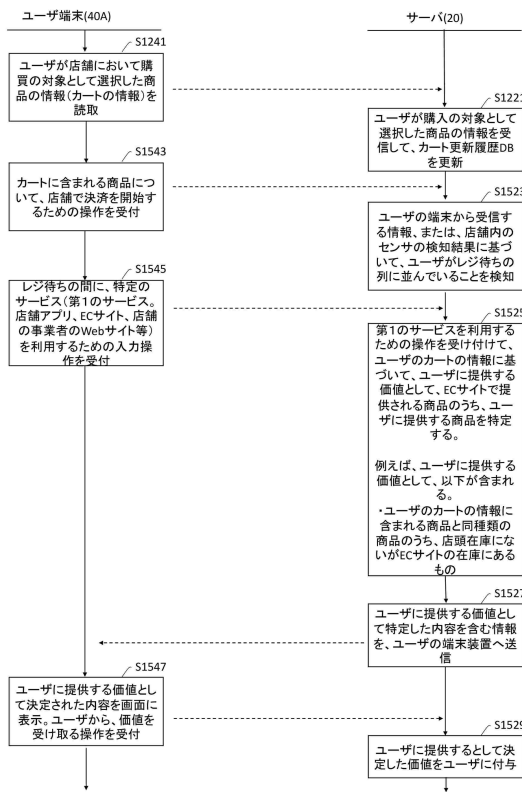 ユーザ端末(40A)
サーバ(20)
S1241
ユーザが店舗において購
買の対象として選択した商
品の情報(カートの情報)を
読取
S1221
ユーザが購入の対象として
選択した商品の情報を受
信して、カート更新履歴DB
を更新
S1543
カートに含まれる商品につ
いて、店舗で決済を開始す
るための操作を受付
S1523
ユーザの端末から受信す
る情報、または、店舗内の
センサの検知結果に基づ
いて、ユーザがレジ待ちの
列に並んでいることを検知
S1545
レジ待ちの間に、特定の
サービス(第1のサービス。
店舗アプリ、ECサイト、店舗
の事業者のWebサイト等)
を利用するための入力操
作を受付
S1525
第1のサービスを利用する
ための操作を受け付けて、
ユーザのカートの情報に基
づいて、ユーザに提供する
価値として、ECサイトで提
供される商品のうち、ユー
ザに提供する商品を特定
する。
例えば、ユーザに提供する
価値として、以下が含まれ
る。
・ユーザのカートの情報に
含まれる商品と同種類の
商品のうち、店頭在庫にな
いがECサイトの在庫にある
もの
S1527
ユーザに提供する価値とし
て特定した内容を含む情報
を、ユーザの端末装置へ送
信
S1547
ユーザに提供する価値とし
て決定された内容を画面に
表示。ユーザから、価値を
受け取る操作を受付
S1529
ユーザに提供するとして決
定した価値をユーザに付与